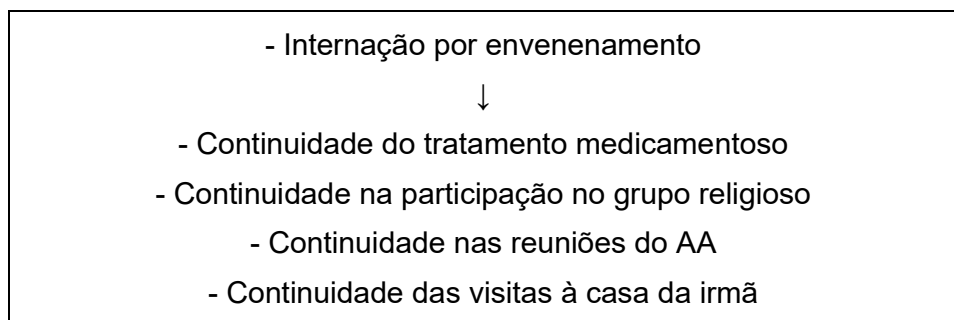 - Internação por envenenamento
↓
- Continuidade do tratamento medicamentoso
- Continuidade na participação no grupo religioso
- Continuidade nas reuniões do AA
- Continuidade das visitas à casa da irmã